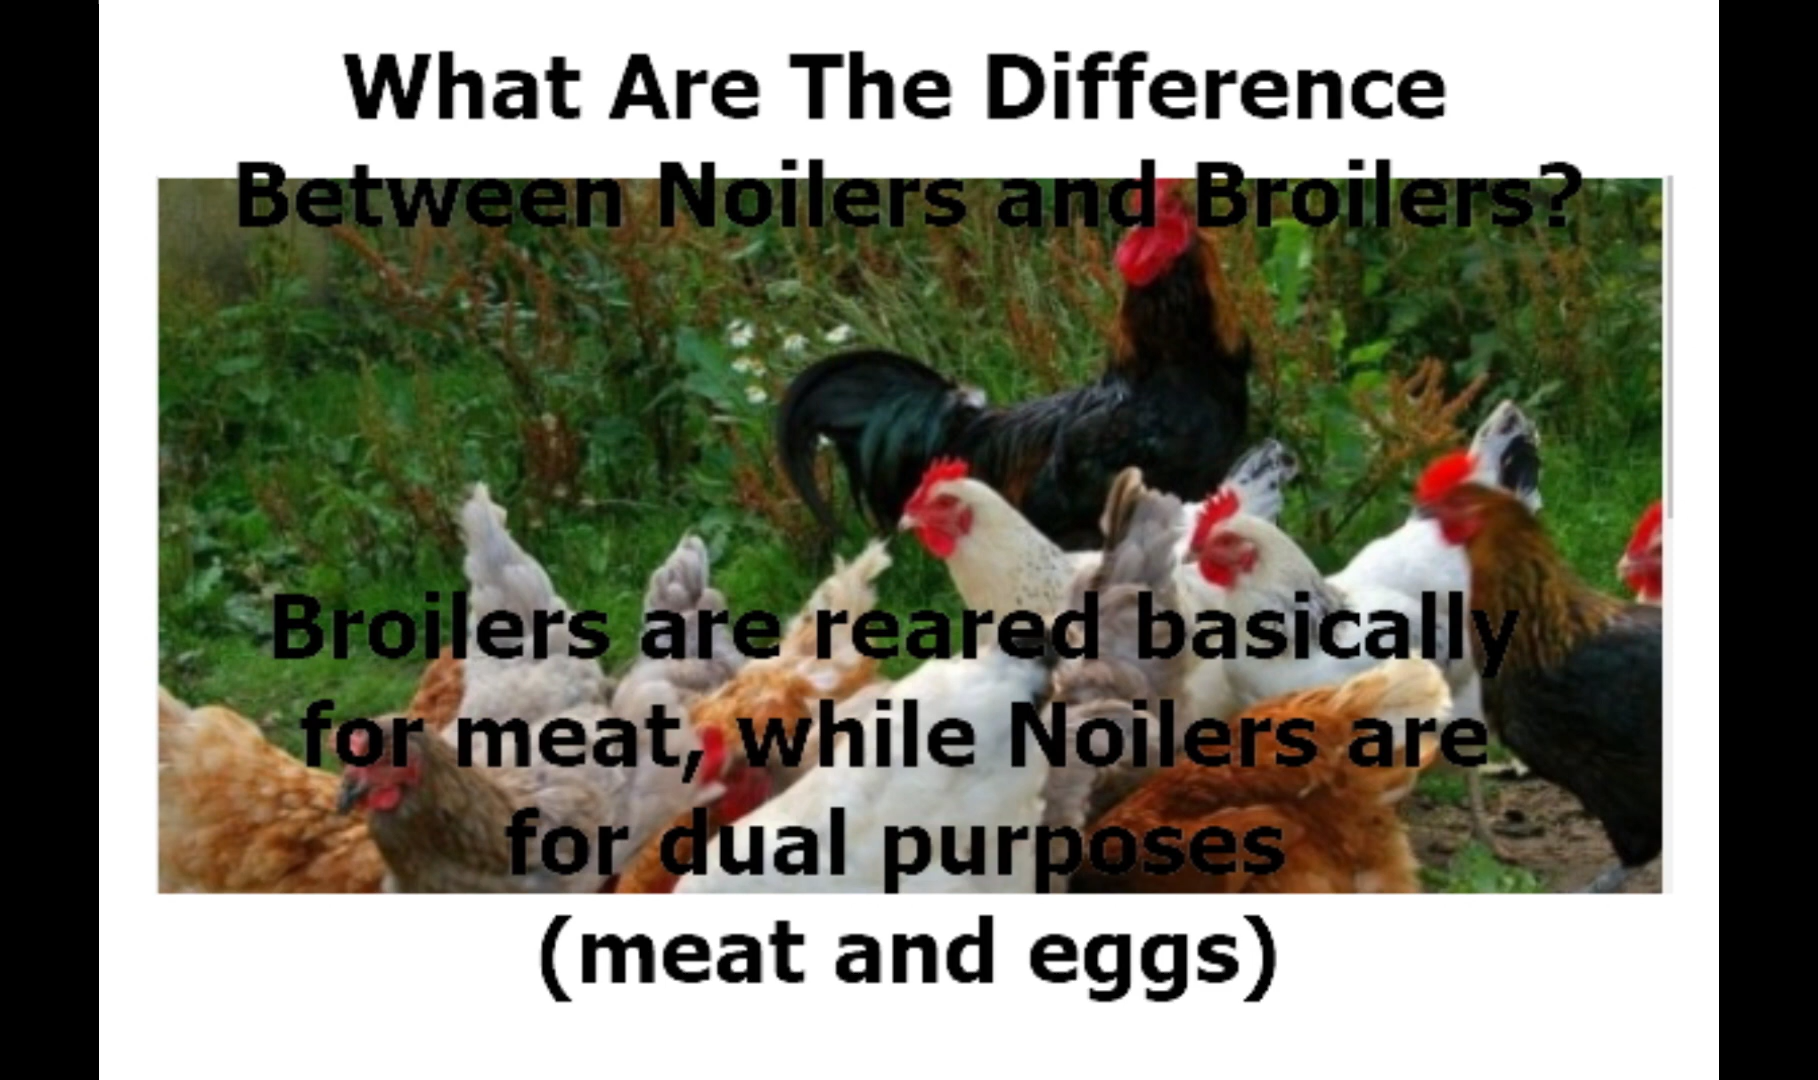 What Are The Difference
Between Noilers and Broilers?
Broilers are reared basically
for meat, while Noilers are
for dual purposes
(meat and eggs)